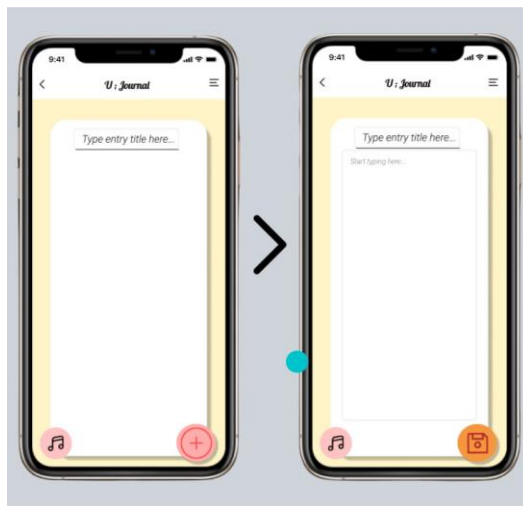 9:41
U ; Journal
Type entry title here...
9:41
U ; Journal
Type entry title here...
Start typing here...